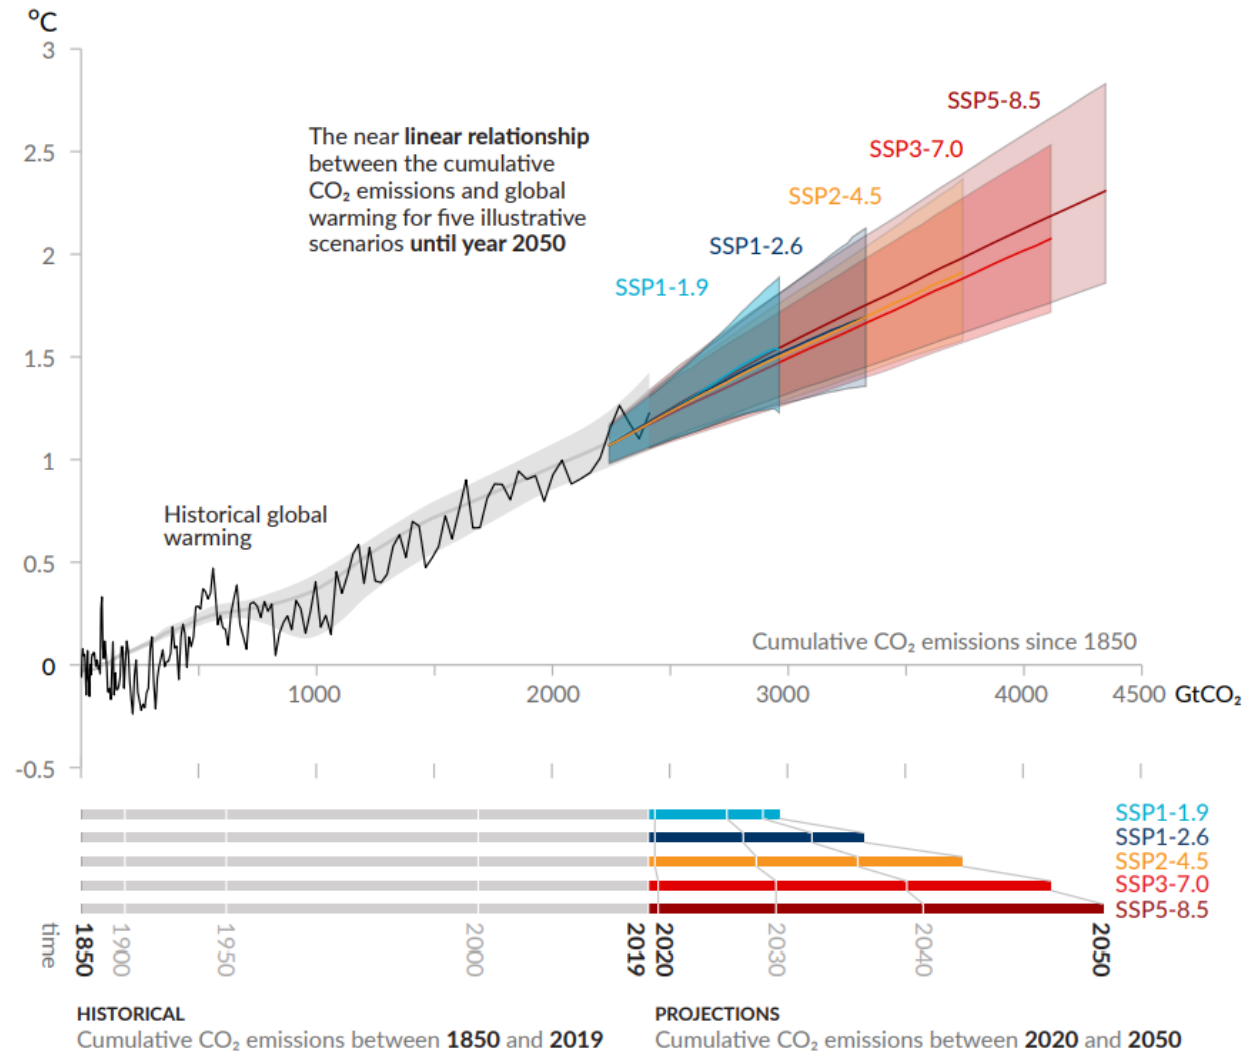 °C
3
SSP5-8.5
The near linear relationship
between the cumulative
CO₂ emissions and global
warming for five illustrative
scenarios until year 2050
SSP3-7.0
2.5
SSP2-4.5
SSP1-2.6
2
SSP1-1.9
1.5
1
Historical global
warming
0.5
Cumulative CO₂ emissions since 1850
0
1000
2000
3000
4000
4500
GtCO₂
-0.5
SSP1-1.9
SSP1-2.6
SSP2-4.5
SSP3-7.0
SSP5-8.5
time
1850
1900
1950
2000
2019
2020
2030
2040
2050
HISTORICAL
Cumulative CO₂ emissions between 1850 and 2019
PROJECTIONS
Cumulative CO₂ emissions between 2020 and 2050